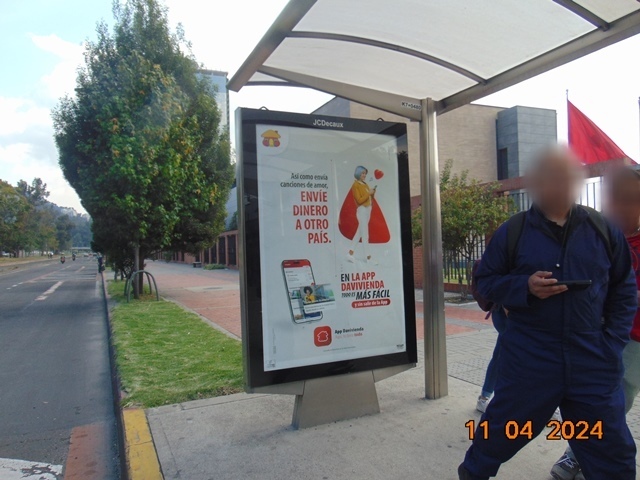 JCDecaux
Así como envía
canciones de amor,
ENVÍE
DINERO
A OTRO
PAÍS.
EN LA APP
DAVIVIENDA
TODO ES MÁS FÁCIL
App Davivienda
11 04 2024